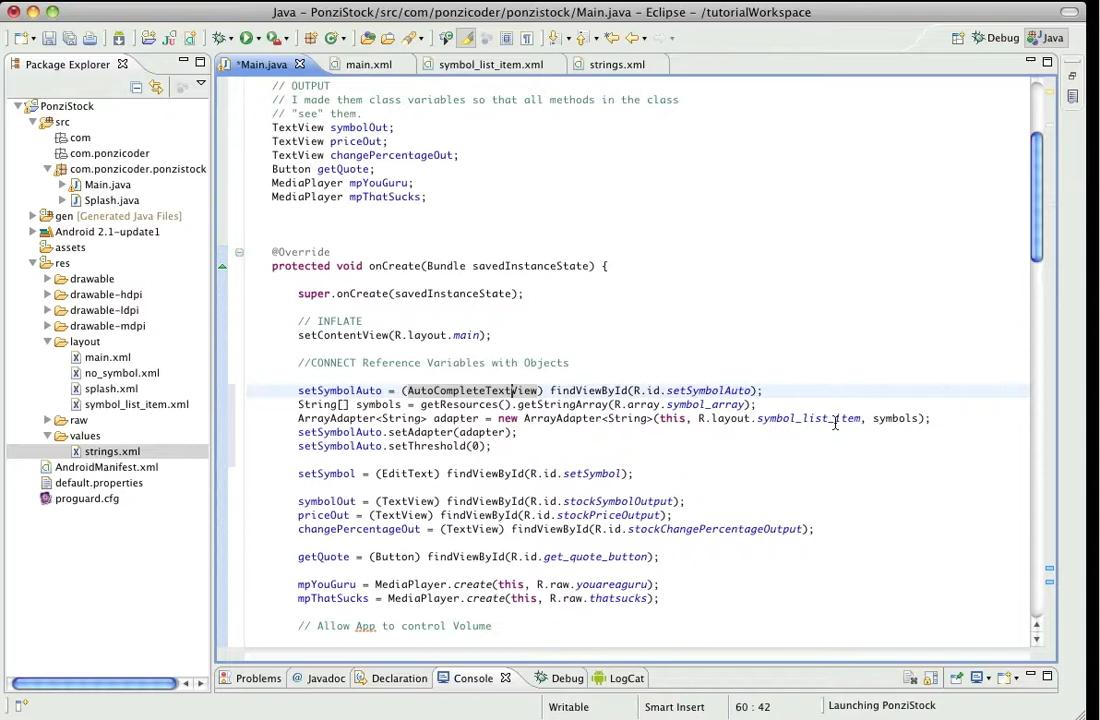 Java – PonziStock/src/com/ponzicoder/ponzistock/Main.java – Eclipse – /tutorialWorkspace
Debug
Java
Package Explorer
*Main.java
main.xml
symbol_list_item.xml
strings.xml
PonziStock
src
com
com.ponzicoder
com.ponzicoder.ponzistock
Main.java
Splash.java
gen [Generated Java Files]
Android 2.1-update1
assets
res
drawable
drawable-hdpi
drawable-ldpi
drawable-mdpi
layout
main.xml
no_symbol.xml
splash.xml
symbol_list_item.xml
raw
values
strings.xml
AndroidManifest.xml
default.properties
proguard.cfg
// OUTPUT
// I made them class variables so that all methods in the class
// "see" them.
TextView symbolOut;
TextView priceOut;
TextView changePercentageOut;
Button getQuote;
MediaPlayer mpYouGuru;
MediaPlayer mpThatSucks;
@Override
protected void onCreate(Bundle savedInstanceState) {
super.onCreate(savedInstanceState);
// INFLATE
setContentView(R.layout.main);
//CONNECT Reference Variables with Objects
setSymbolAuto = (AutoCompleteTextView) findViewById(R.id.setSymbolAuto);
String[] symbols = getResources().getStringArray(R.array.symbol_array);
ArrayAdapter<String> adapter = new ArrayAdapter<String>(this, R.layout.symbol_list_item, symbols);
setSymbolAuto.setAdapter(adapter);
setSymbolAuto.setThreshold(0);
setSymbol = (EditText) findViewById(R.id.setSymbol);
symbolOut = (TextView) findViewById(R.id.stockSymbolOutput);
priceOut = (TextView) findViewById(R.id.stockPriceOutput);
changePercentageOut = (TextView) findViewById(R.id.stockChangePercentageOutput);
getQuote = (Button) findViewById(R.id.get_quote_button);
mpYouGuru = MediaPlayer.create(this, R.raw.youareaguru);
mpThatSucks = MediaPlayer.create(this, R.raw.thatsucks);
// Allow App to control Volume
Problems
Javadoc
Declaration
Console
Debug
LogCat
Writable
Smart Insert
60 : 42
Launching PonziStock